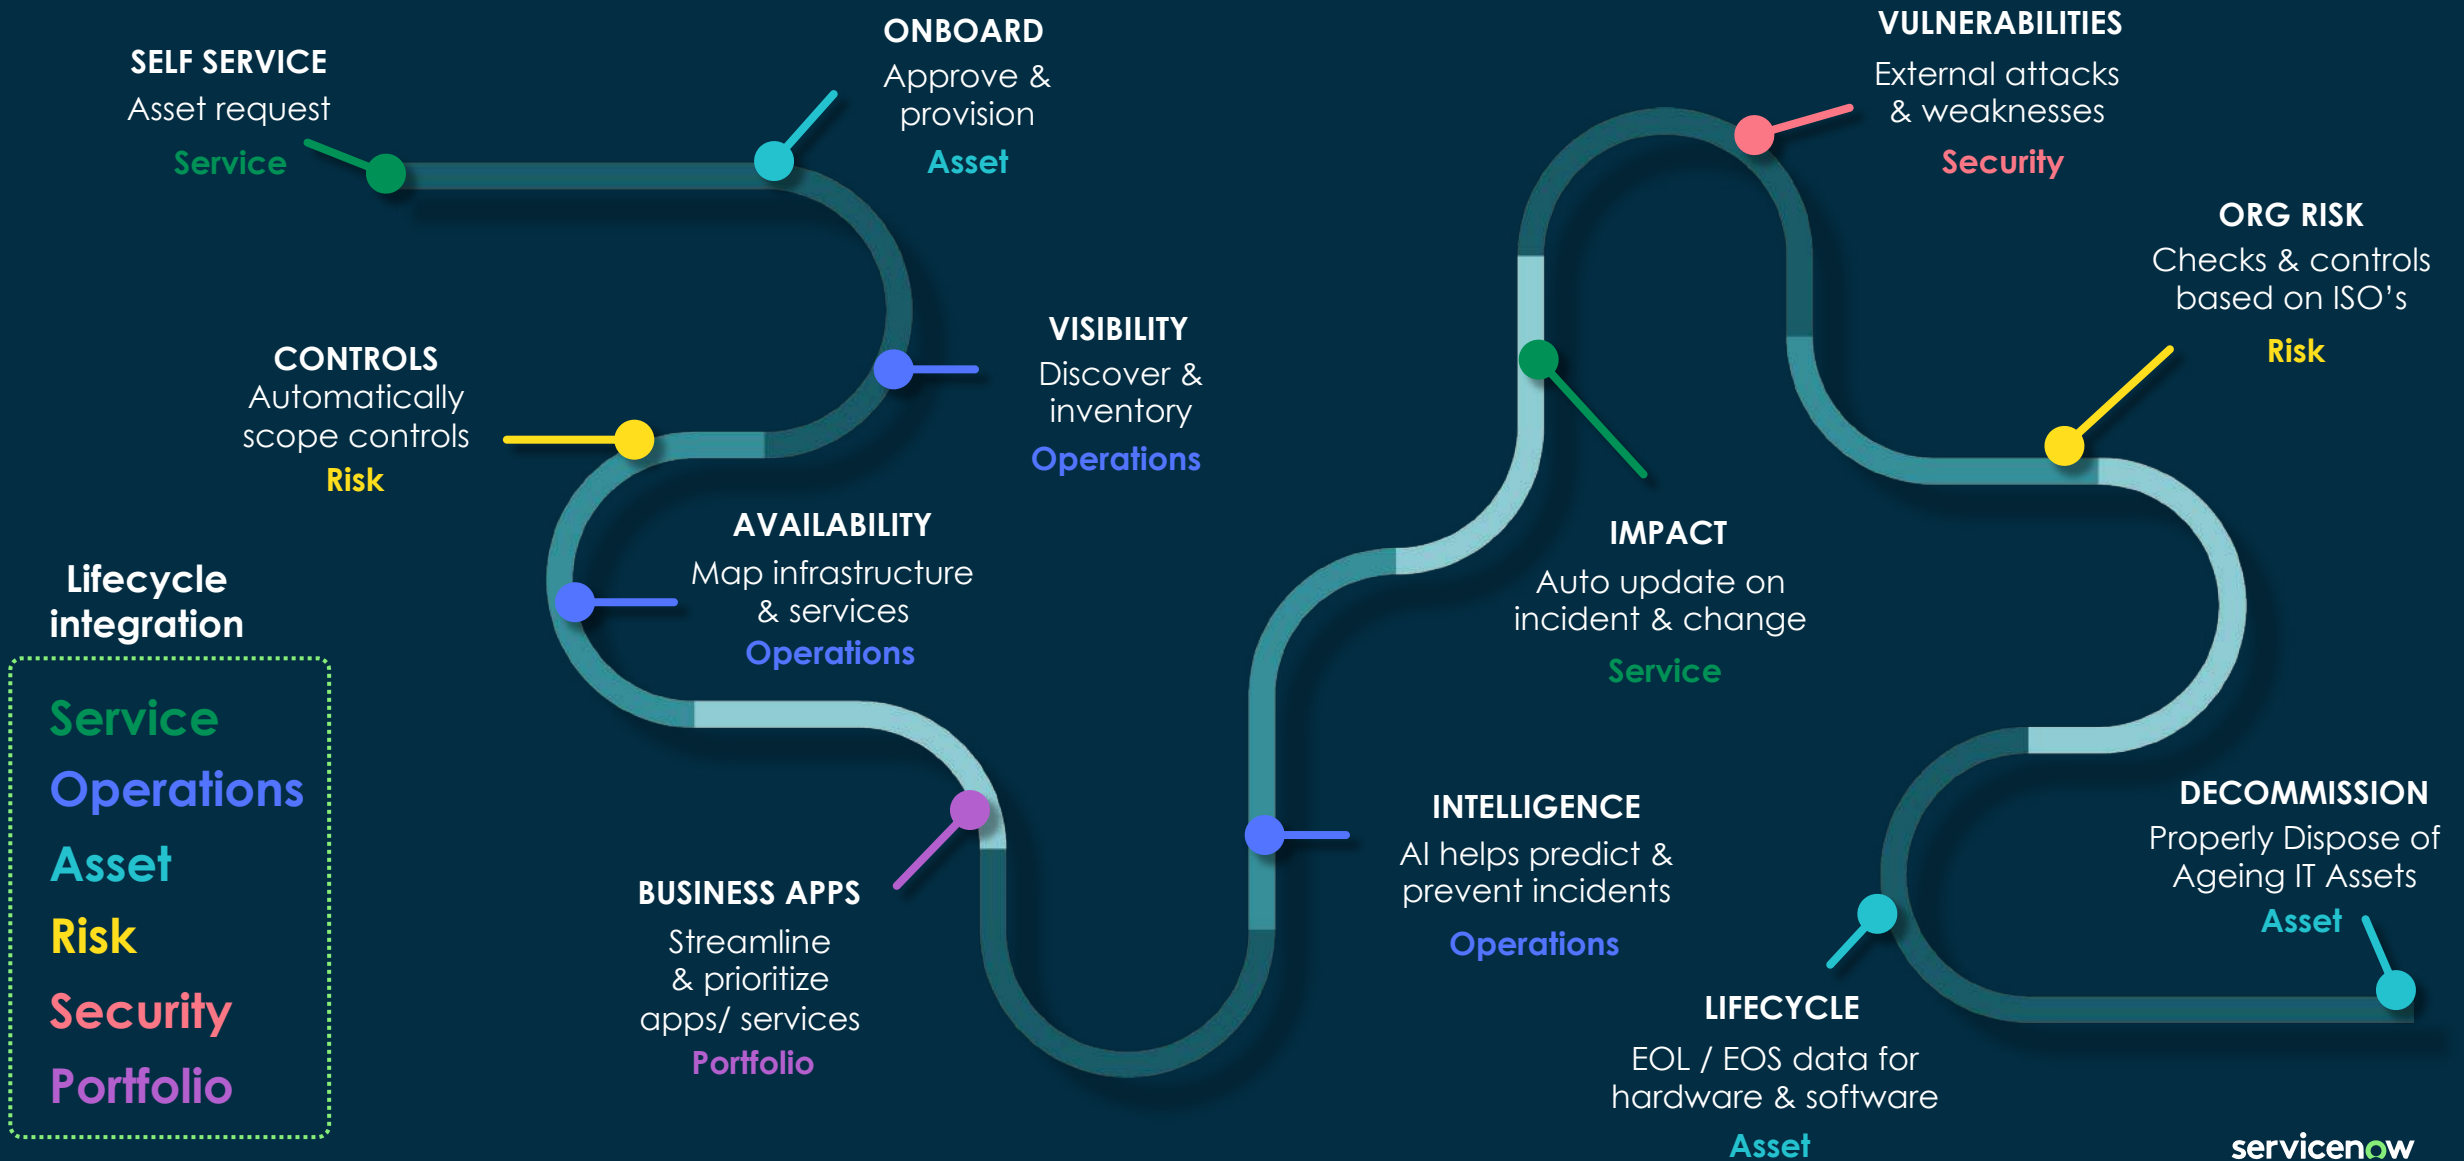 SELF SERVICE
Asset request
Service
ONBOARD
Approve &
provision
Asset
VISIBILITY
Discover &
inventory
Operations
CONTROLS
Automatically
scope controls
Risk
AVAILABILITY
Map infrastructure
& services
Operations
BUSINESS APPS
Streamline
& prioritize
apps/ services
Portfolio
INTELLIGENCE
AI helps predict &
prevent incidents
Operations
IMPACT
Auto update on
incident & change
Service
VULNERABILITIES
External attacks
& weaknesses
Security
ORG RISK
Checks & controls
based on ISO’s
Risk
LIFECYCLE
EOL / EOS data for
hardware & software
Asset
DECOMMISSION
Properly Dispose of
Ageing IT Assets
Asset
Lifecycle
integration
Service
Operations
Asset
Risk
Security
Portfolio
servicenow